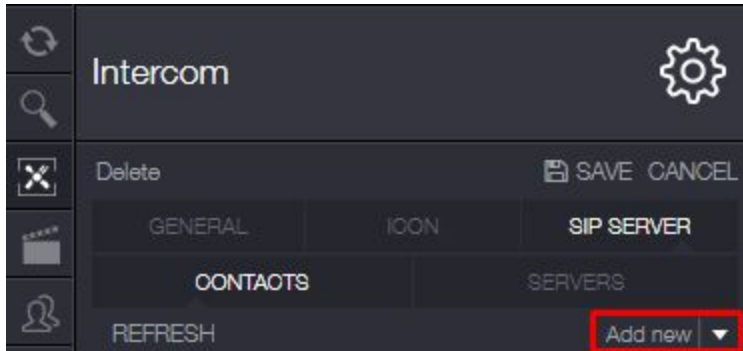 Intercom
Delete SAVE CANCEL
GENERAL ICON SIP SERVER
CONTACTS SERVERS
REFRESH Add new